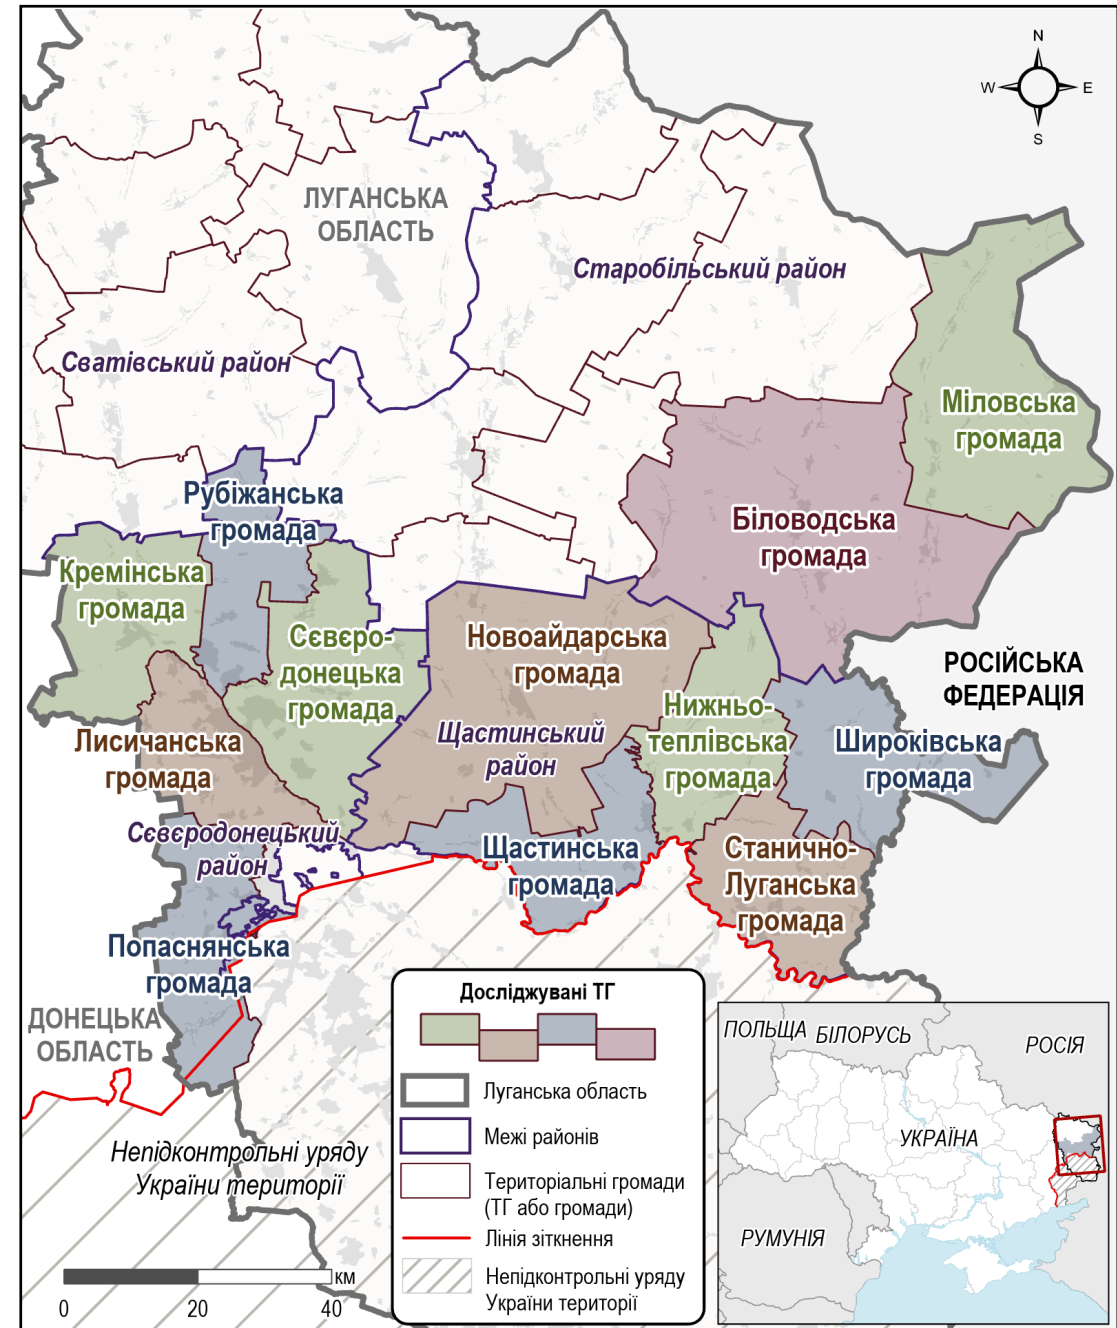 N
W
E
S
ЛУГАНСЬКА
ОБЛАСТЬ
Старобільський район
Сватівський район
Міловська
громада
Рубіжанська
громада
Біловодська
громада
Кремінська
громада
Сєвєро-
донецька
громада
Новоайдарська
громада
РОСІЙСЬКА
ФЕДЕРАЦІЯ
Нижньо-
теплівська
громада
Щастинський
район
Лисичанська
громада
Широківська
громада
Сєвєродонецький
район
Щастинська
громада
Станично-
Луганська
громада
Попаснянська
громада
ДОНЕЦЬКА
ОБЛАСТЬ
Непідконтрольні уряду
України території
0
20
40
км
Досліджувані ТГ
Луганська область
Межі районів
Територіальні громади
(ТГ або громади)
Лінія зіткнення
Непідконтрольні уряду
України території
ПОЛЬЩА
БІЛОРУСЬ
РОСІЯ
УКРАЇНА
РУМУНІЯ